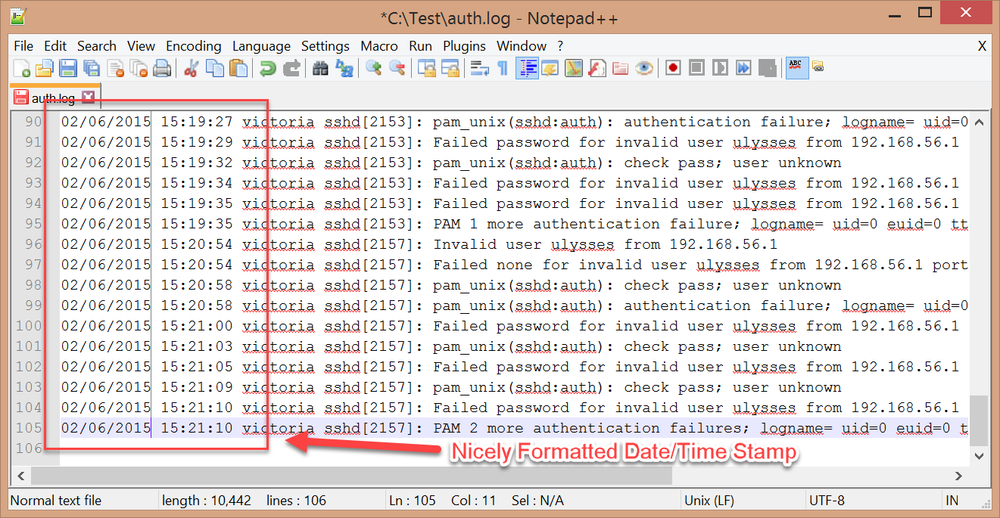 *C:\Test\auth.log - Notepad++
File Edit Search View Encoding Language Settings Macro Run Plugins Window ? X
ABC
auth.log
90 02/06/2015 15:19:27 victoria sshd[2153]: pam_unix(sshd:auth): authentication failure; logname= uid=0
91 02/06/2015 15:19:29 victoria sshd[2153]: Failed password for invalid user ulysses from 192.168.56.1
92 02/06/2015 15:19:32 victoria sshd[2153]: pam_unix(sshd:auth): check pass; user unknown
93 02/06/2015 15:19:34 victoria sshd[2153]: Failed password for invalid user ulysses from 192.168.56.1
94 02/06/2015 15:19:35 victoria sshd[2153]: Failed password for invalid user ulysses from 192.168.56.1
95 02/06/2015 15:19:35 victoria sshd[2153]: PAM 1 more authentication failure; logname= uid=0 euid=0 tt
96 02/06/2015 15:20:54 victoria sshd[2157]: Invalid user ulysses from 192.168.56.1
97 02/06/2015 15:20:54 victoria sshd[2157]: Failed none for invalid user ulysses from 192.168.56.1 port
98 02/06/2015 15:20:58 victoria sshd[2157]: pam_unix(sshd:auth): check pass; user unknown
99 02/06/2015 15:20:58 victoria sshd[2157]: pam_unix(sshd:auth): authentication failure; logname= uid=0
100 02/06/2015 15:21:00 victoria sshd[2157]: Failed password for invalid user ulysses from 192.168.56.1
101 02/06/2015 15:21:03 victoria sshd[2157]: pam_unix(sshd:auth): check pass; user unknown
102 02/06/2015 15:21:05 victoria sshd[2157]: Failed password for invalid user ulysses from 192.168.56.1
103 02/06/2015 15:21:09 victoria sshd[2157]: pam_unix(sshd:auth): check pass; user unknown
104 02/06/2015 15:21:10 victoria sshd[2157]: Failed password for invalid user ulysses from 192.168.56.1
105 02/06/2015 15:21:10 victoria sshd[2157]: PAM 2 more authentication failures; logname= uid=0 euid=0 t
106
Nicely Formatted Date/Time Stamp
Normal text file length : 10,442 lines : 106 Ln : 105 Col : 11 Sel : N/A Unix (LF) UTF-8 IN